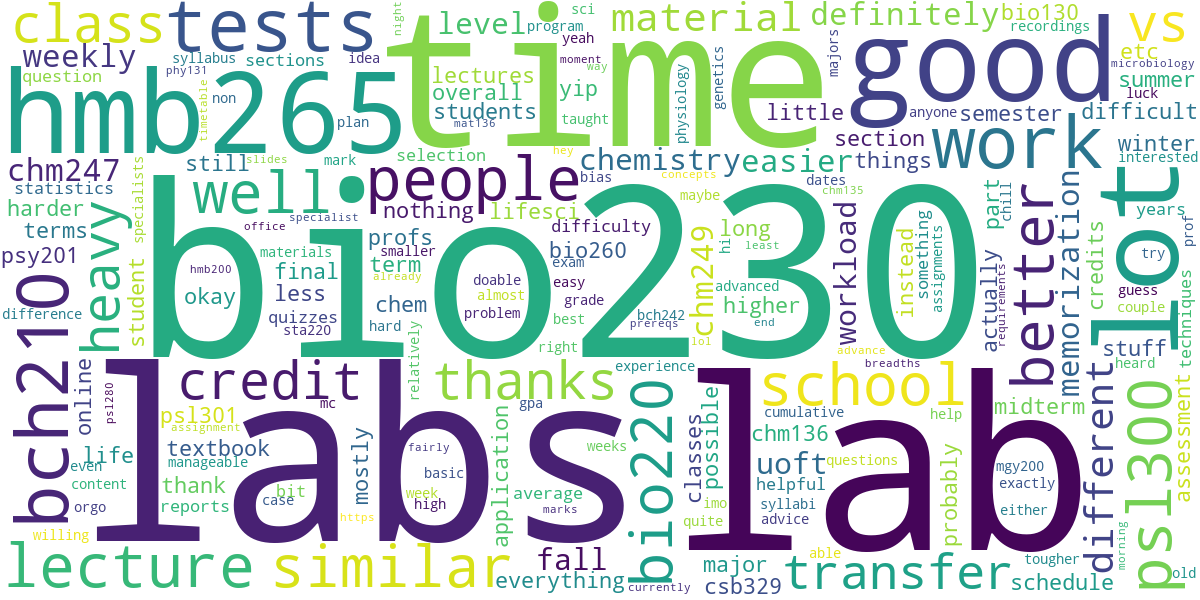 bio230
labs
lab
time
good
hmb265
tests
class
people
work
lot
well
better
heavy
bch210
credit
thanks
school
lecture
similar
transfer
bio220
different
psl300
vs
material
level
weekly
definitely
bio130
chm247
chemistry
easier
section
things
students
lectures
overall
yip
little
semester
difficult
winter
summer
etc
recordings
microbiology
luck
anyone
interested
years
prof
try
chill
part
memorization
credits
actually
something
instead
assignments
workload
long
higher
chm249
advanced
hi
maybe
chm135
dates
concepts
bias
hey
taught
way
sci
program
yeah
moment
night
syllabus
sections
idea
question
phy131
timetable
non
plan
mat136
physiology
genetics
majors
still
mark
slides
selection
nothing
lifesci
difficulty
bio260
profs
smaller
term
specialist
office
materials
final
less
hmb200
okay
quizzes
sta220
already
chem
hard
doable
almost
problem
easy
exam
grade
best
right
bch242
prereqs
end
lol
least
statistics
harder
terms
psy201
difference
student
specialists
online
psl280
assignment
psl301
textbook
manageable
life
even
content
orgo
thank
reports
willing
bit
case
mc
mostly
https
fairly
basic
week
high
gpa
relatively
application
average
marks
weeks
experience
fall
everything
currently
classes
possible
imo
quite
chm136
uoft
helpful
syllabi
advice
major
csb329
cumulative
questions
able
help
probably
advance
breadths
requirements
midterm
mgy200
exactly
either
tougher
schedule
morning
old
assessment
techniques
stuff
guess
couple
heard